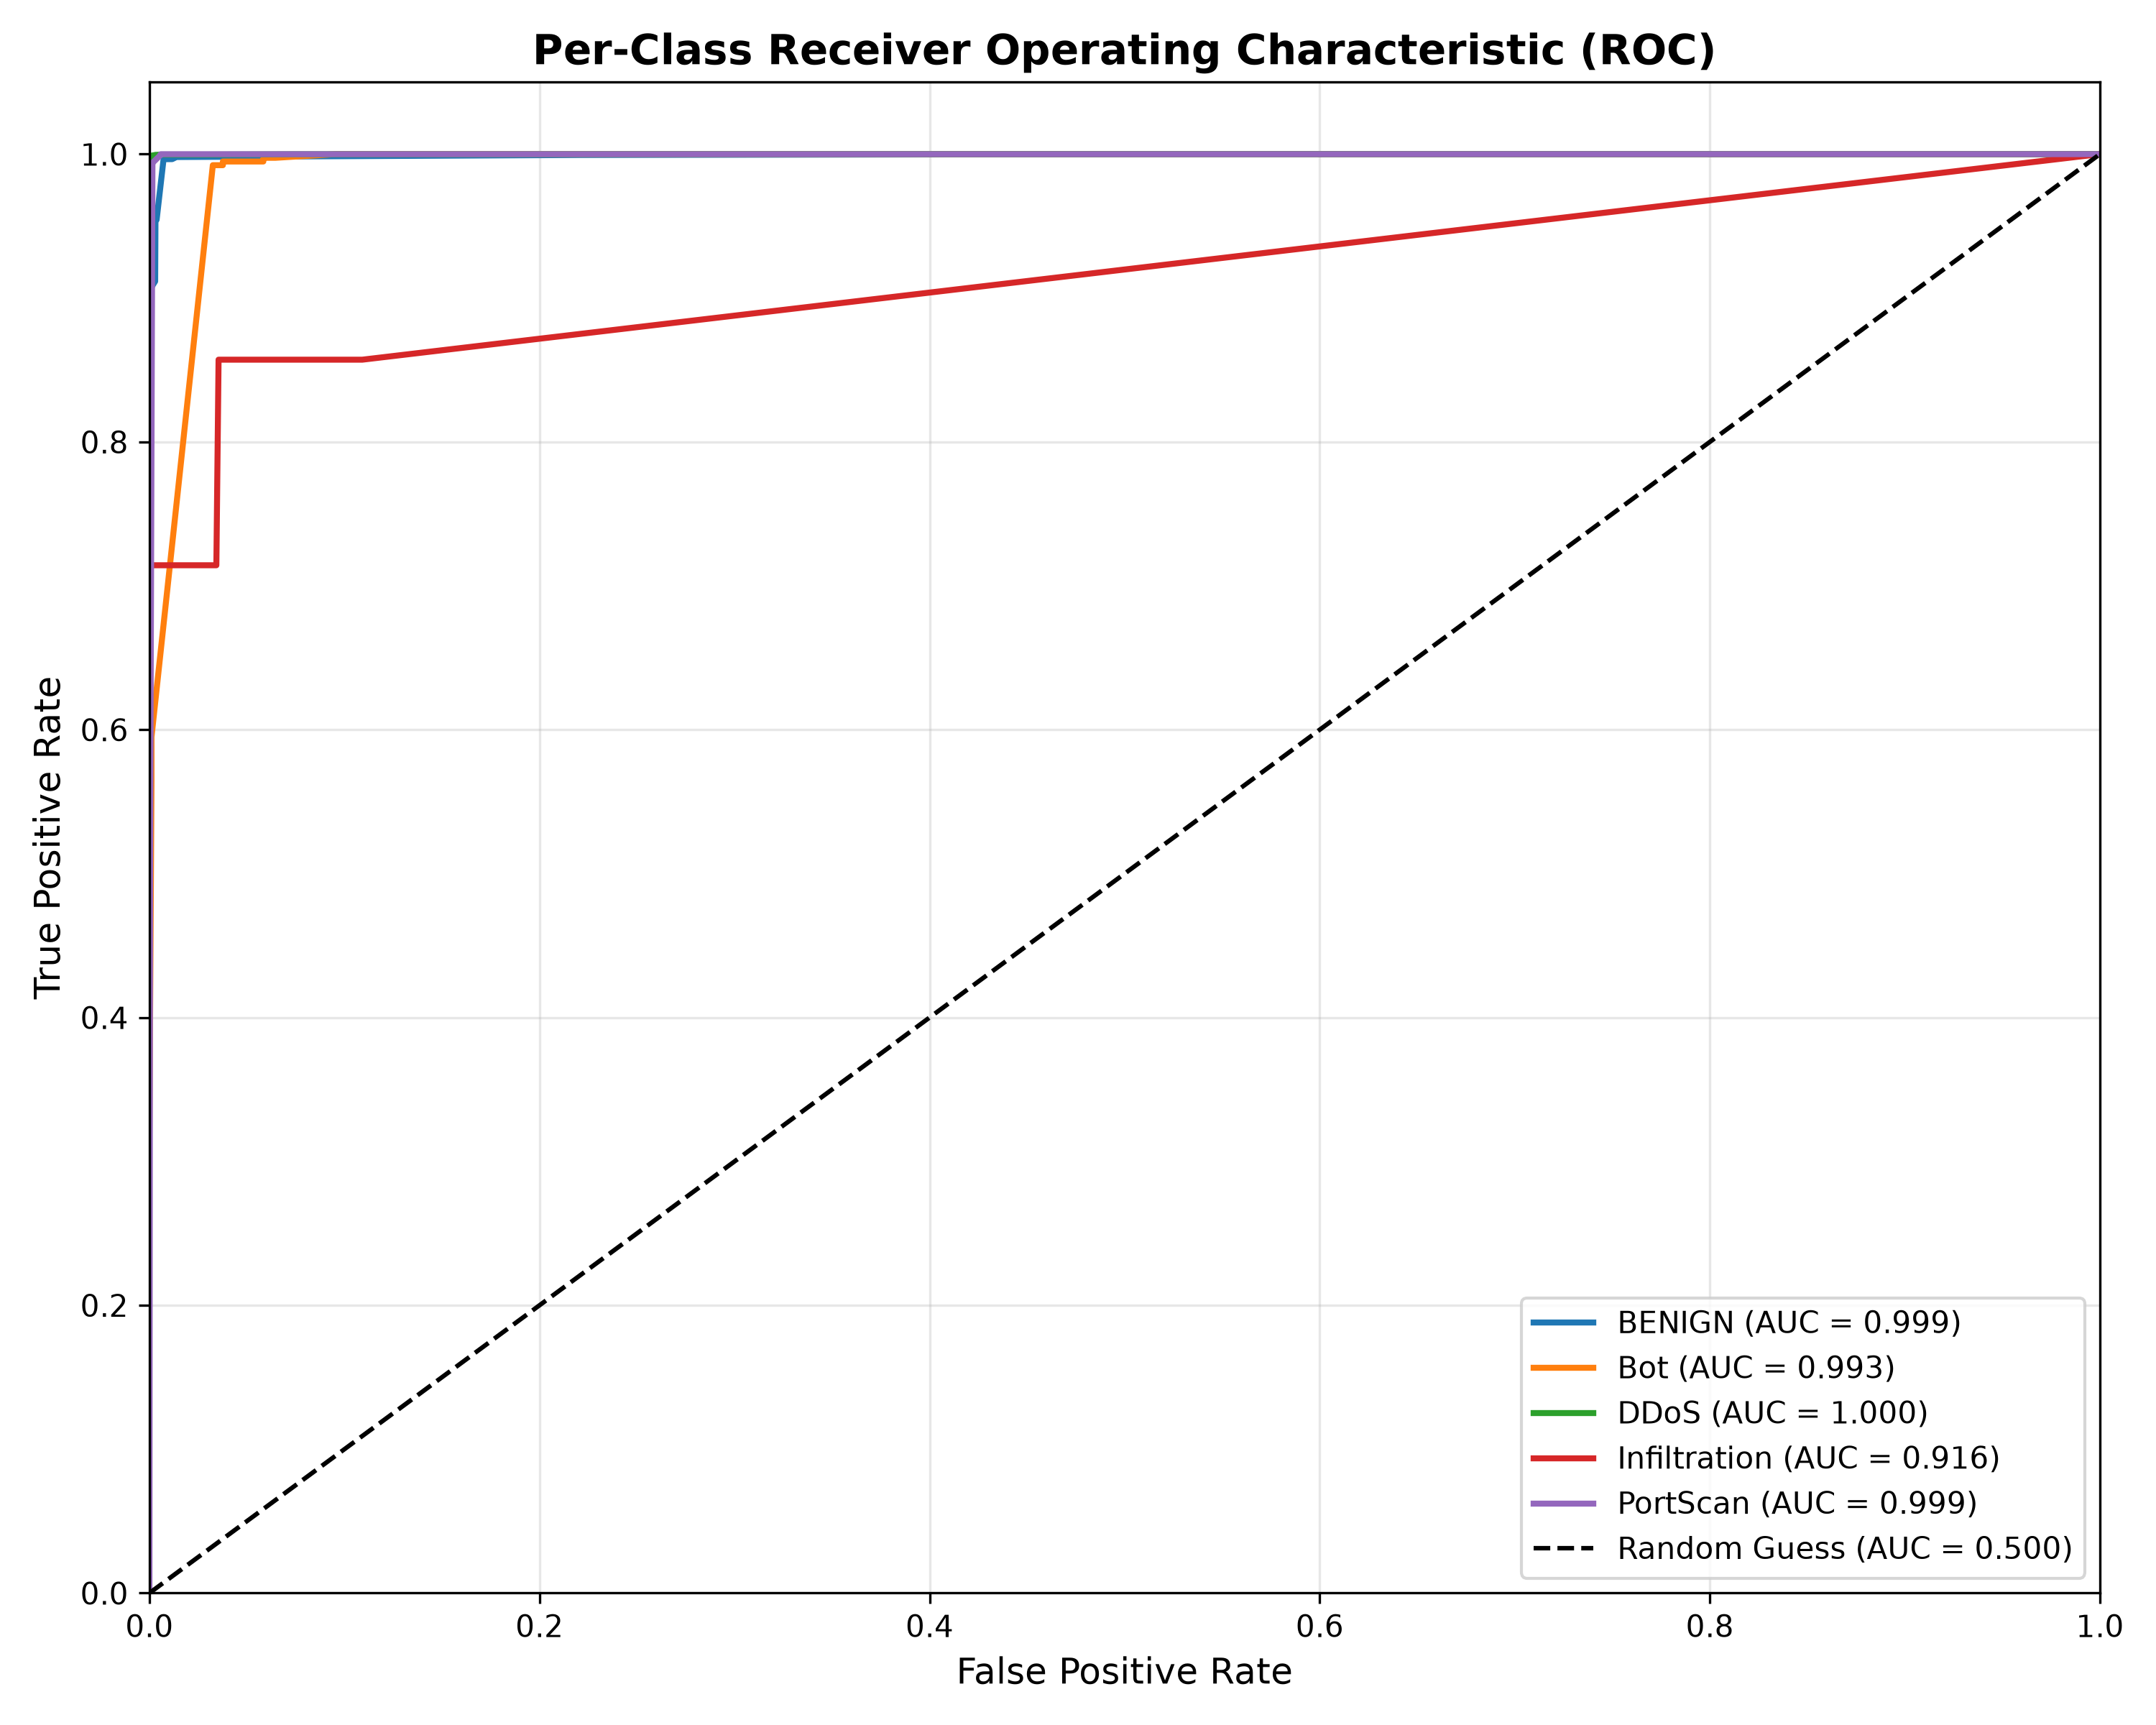 Per-Class Receiver Operating Characteristic (ROC)
True Positive Rate
1.0
0.8
0.6
0.4
0.2
0.0
0.0 0.2 0.4 0.6 0.8 1.0
False Positive Rate
BENIGN (AUC = 0.999)
Bot (AUC = 0.993)
DDoS (AUC = 1.000)
Infiltration (AUC = 0.916)
PortScan (AUC = 0.999)
Random Guess (AUC = 0.500)